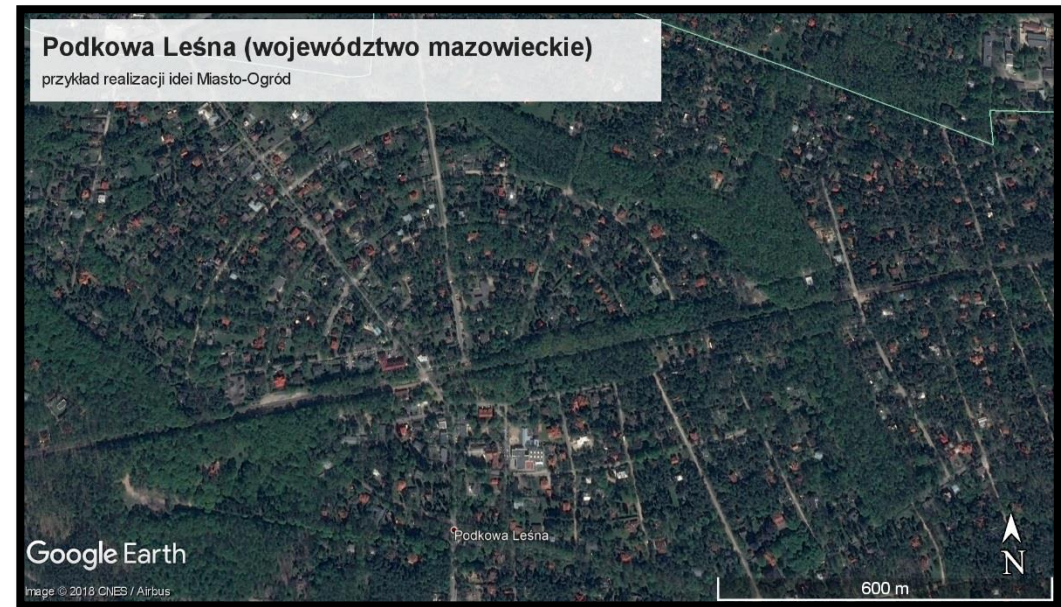 Podkowa Leśna (województwo mazowieckie)
przykład realizacji idei Miasto-Ogród
Podkowa Leśna
Google Earth
N
600 m
Image © 2018 CNES / Airbus